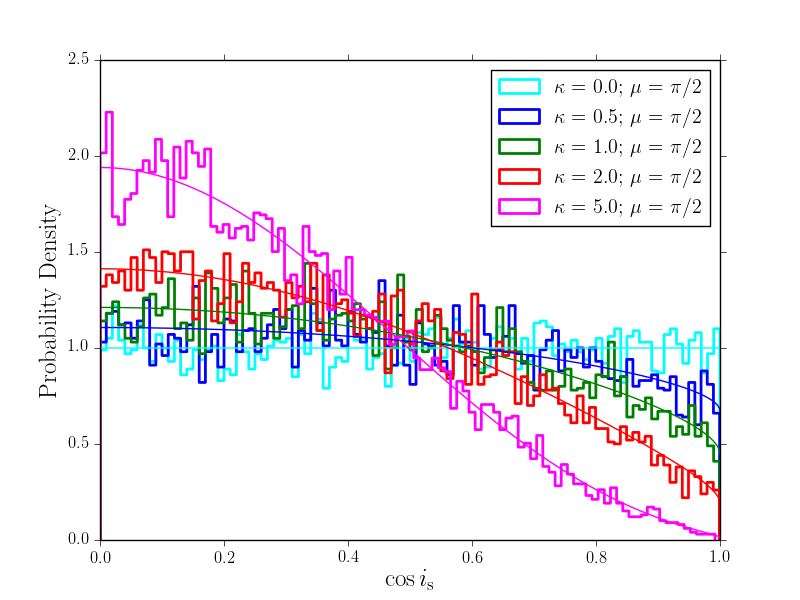 2.5
2.0
1.5
1.0
0.5
0.0
Probability Density
κ = 0.0; μ = π/2
κ = 0.5; μ = π/2
κ = 1.0; μ = π/2
κ = 2.0; μ = π/2
κ = 5.0; μ = π/2
0.0 0.2 0.4 0.6 0.8 1.0
cos i_s